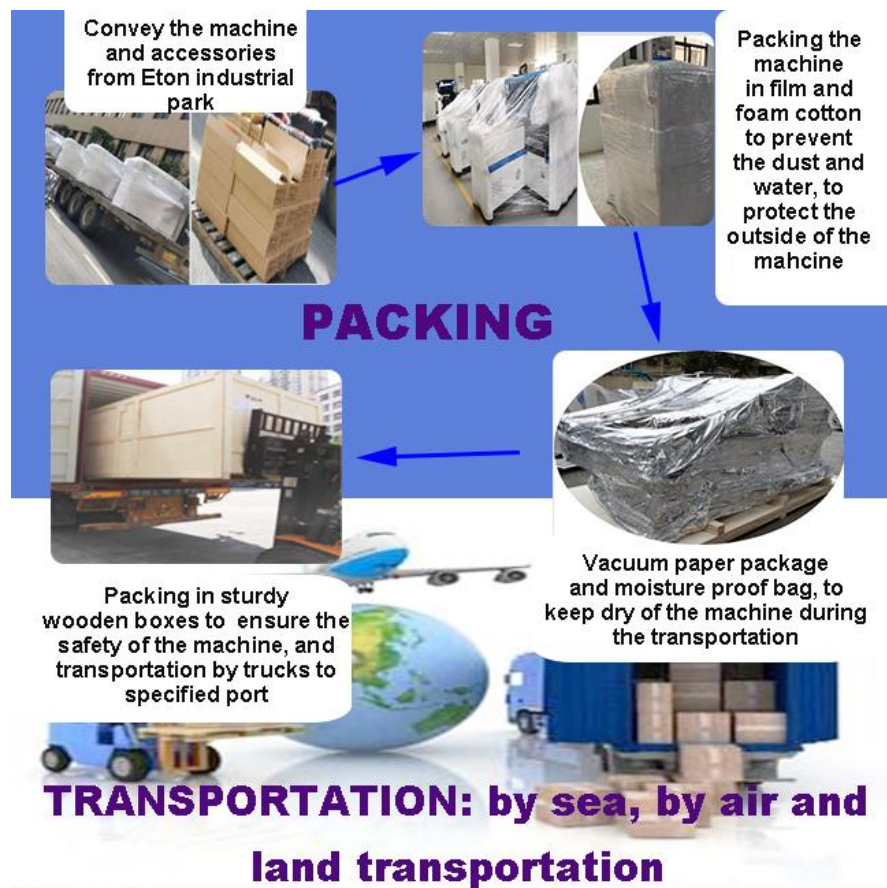 Convey the machine
and accessories
from Eton industrial
park
Packing the
machine
in film and
foam cotton
to prevent
the dust and
water, to
protect the
outside of the
mahcine
PACKING
Vacuum paper package
and moisture proof bag, to
keep dry of the machine during
the transportation
Packing in sturdy
wooden boxes to ensure the
safety of the machine, and
transportation by trucks to
specified port
TRANSPORTATION: by sea, by air and
land transportation